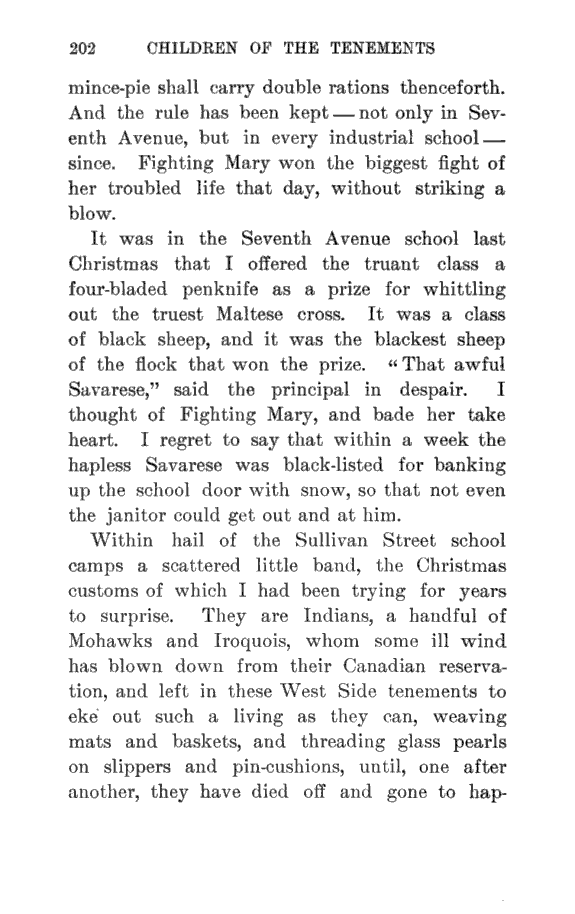 202 CHILDREN OF THE TENEMENTS
mince-pie shall carry double rations thenceforth.
And the rule has been kept — not only in Sev-
enth Avenue, but in every industrial school —
since. Fighting Mary won the biggest fight of
her troubled life that day, without striking a
blow.
It was in the Seventh Avenue school last
Christmas that I offered the truant class a
four-bladed penknife as a prize for whittling
out the truest Maltese cross. It was a class
of black sheep, and it was the blackest sheep
of the flock that won the prize. “That awful
Savarese,” said the principal in despair. I
thought of Fighting Mary, and bade her take
heart. I regret to say that within a week the
hapless Savarese was black-listed for banking
up the school door with snow, so that not even
the janitor could get out and at him.
Within hail of the Sullivan Street school
camps a scattered little band, the Christmas
customs of which I had been trying for years
to surprise. They are Indians, a handful of
Mohawks and Iroquois, whom some ill wind
has blown down from their Canadian reserva-
tion, and left in these West Side tenements to
eke out such a living as they can, weaving
mats and baskets, and threading glass pearls
on slippers and pin-cushions, until, one after
another, they have died off and gone to hap-